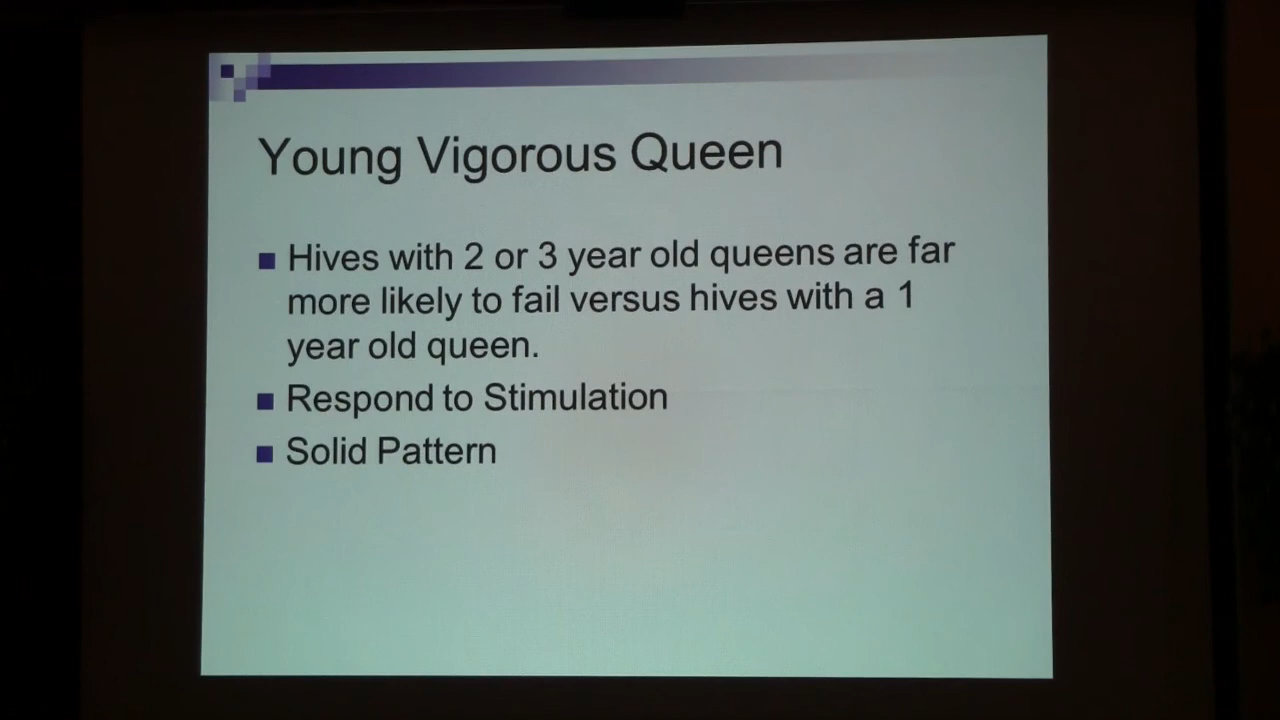 Young Vigorous Queen
Hives with 2 or 3 year old queens are far
more likely to fail versus hives with a 1
year old queen.
Respond to Stimulation
Solid Pattern